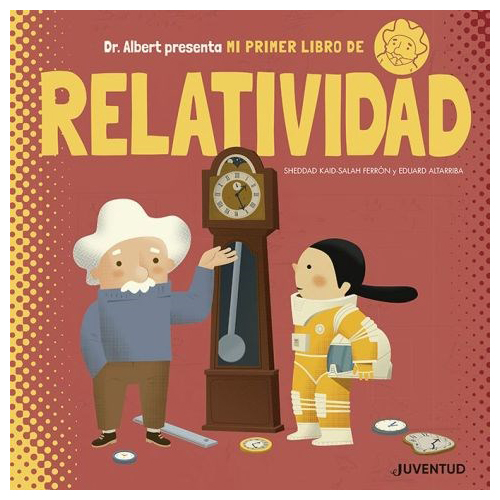 Dr. Albert presenta MI PRIMER LIBRO DE
RELATIVIDAD
SHEDDAD KAID-SALAH FERRÓN y EDUARD ALTARRIBA
JUVENTUD